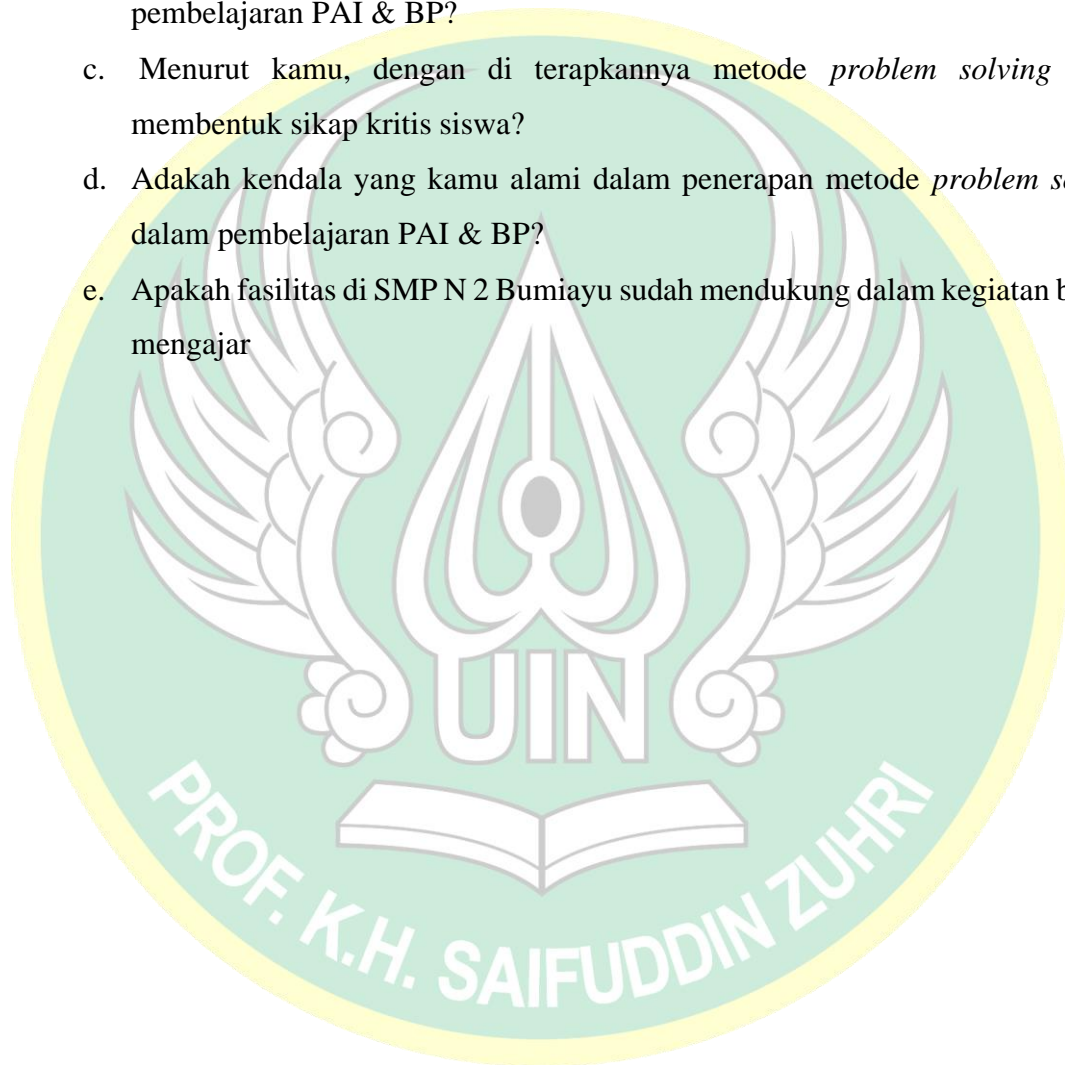 pembelajaran PAI & BP?
c. Menurut kamu, dengan di terapkannya metode problem solving
membentuk sikap kritis siswa?
d. Adakah kendala yang kamu alami dalam penerapan metode problem
dalam pembelajaran PAI & BP?
e. Apakah fasilitas di SMP N 2 Bumiayu sudah mendukung dalam kegiatan
mengajar
UIN
PROF. K.H. SAIFUDDIN ZUHRI